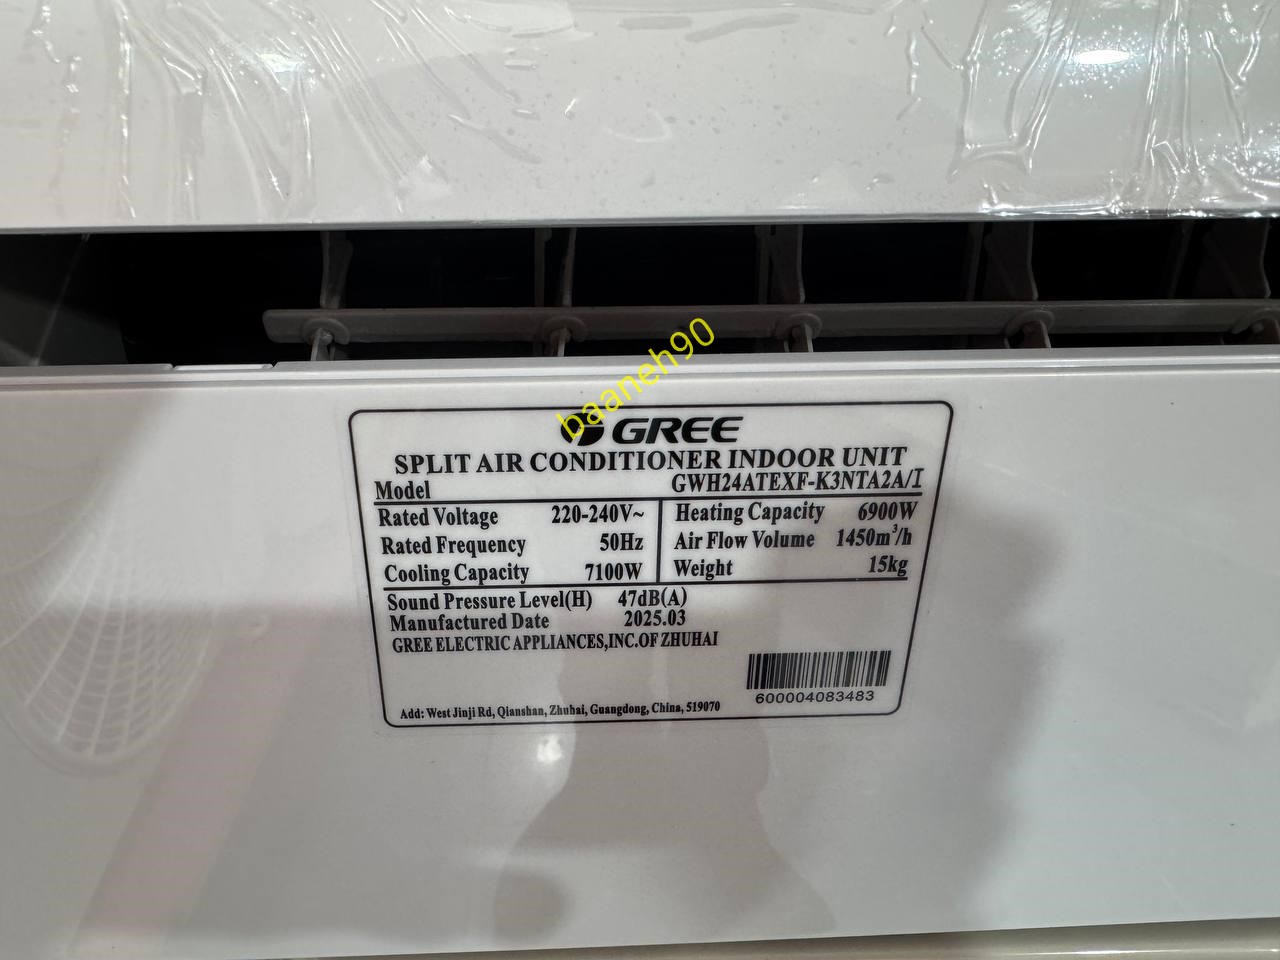 baaneh90
GREE
SPLIT AIR CONDITIONER INDOOR UNIT
Model GWH24ATEXF-K3NTA2A/I
Rated Voltage 220-240V~ Heating Capacity 6900W
Rated Frequency 50Hz Air Flow Volume 1450m³/h
Cooling Capacity 7100W Weight 15kg
Sound Pressure Level(H) 47dB(A)
Manufactured Date 2025.03
GREE ELECTRIC APPLIANCES,INC.OF ZHUHAI
600004083483
Add: West Jinji Rd, Qianshan, Zhuhai, Guangdong, China, 519070